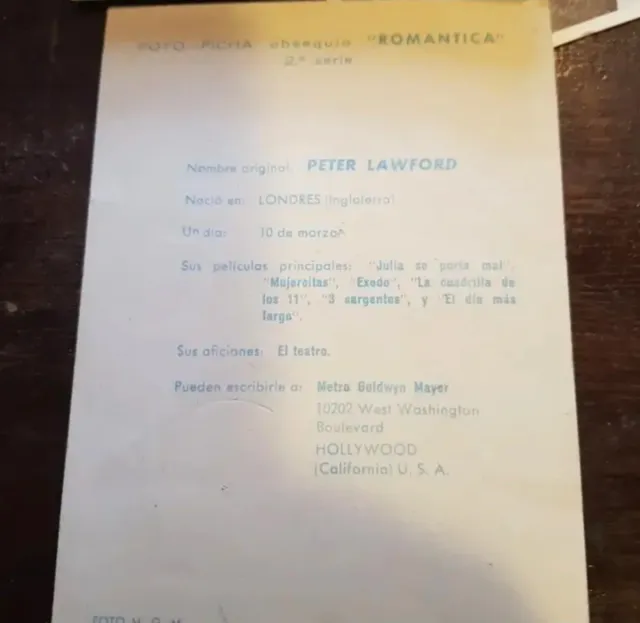 FOTO FICHA obsequio "ROMANTICA"
2.ª serie
Nombre original: PETER LAWFORD
Nació en: LONDRES (Inglaterra)
Un día: 10 de marzo
Sus películas principales: "Julia se porta mal",
"Mujercitas", "Exodo", "La cuadrilla de
los 11", "3 sargentos", y "El día más
largo".
Sus aficiones: El teatro.
Pueden escribirle a: Metro Goldwyn Mayer
10202 West Washington
Boulevard
HOLLYWOOD
(California) U. S. A.
FOTO M. G. M.